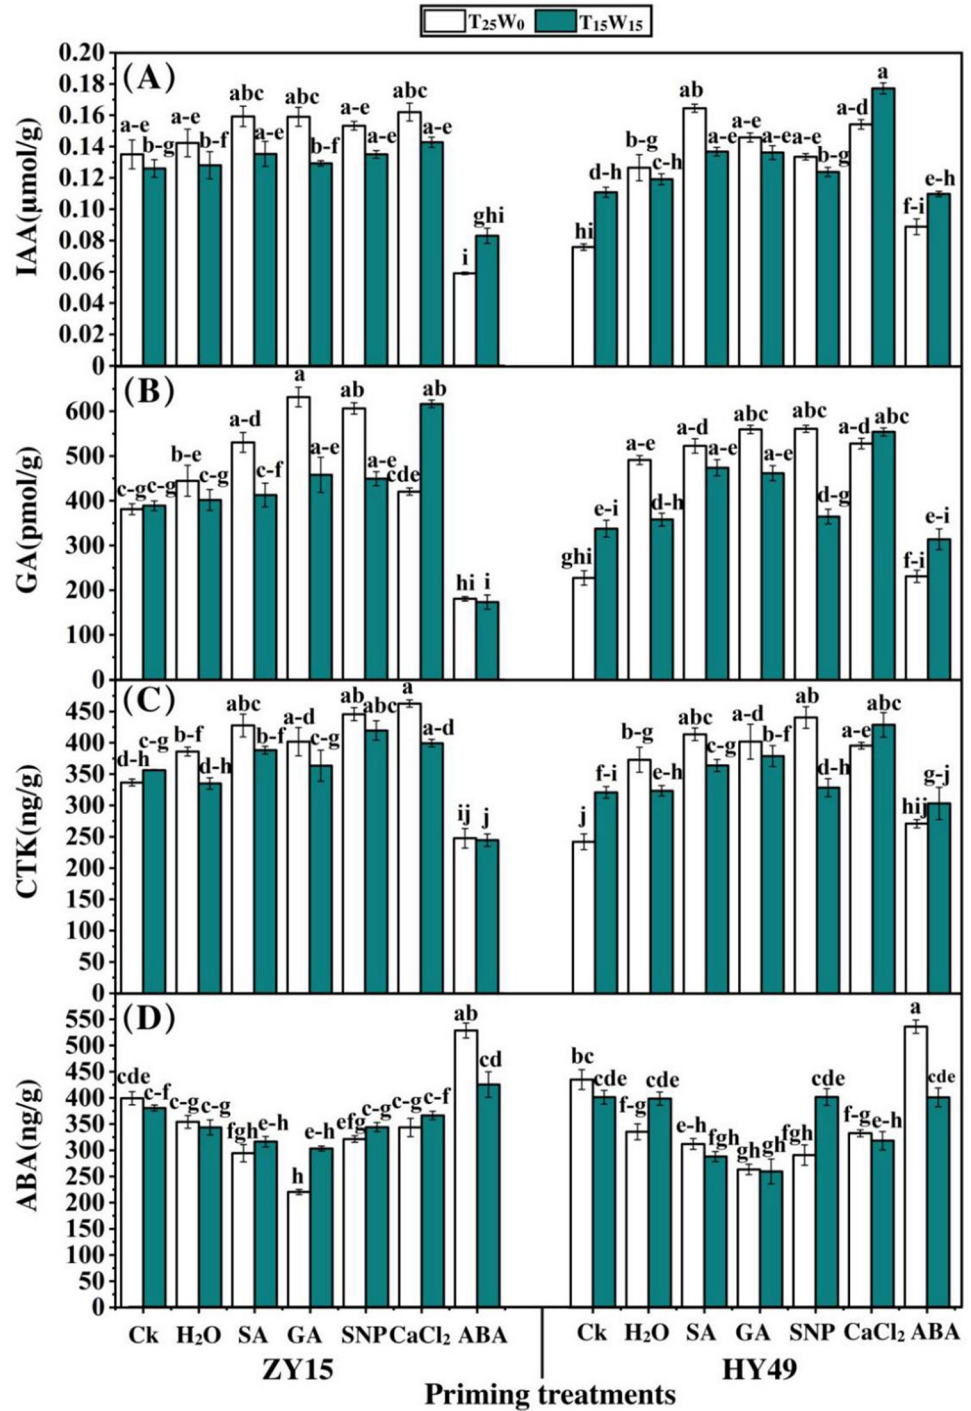 T₂₅W₀ T₁₅W₁₅
(A)
IAA(μmol/g)
0.20
0.18
0.16
0.14
0.12
0.10
0.08
0.06
0.04
0.02
0
a-e b-g a-e b-f abc a-e abc b-f a-e a-e abc a-e i ghi
hi d-h b-g c-h ab a-e a-e a-e a-e b-g a-d a f-i e-h
(B)
GA(pmol/g)
600
500
400
300
200
100
0
c-g c-g b-e c-g a-d c-f a a-e ab a-e cde ab hi i
ghi e-i a-e d-h a-d a-e abc a-e abc d-g a-d abc f-i e-i
(C)
CTK(ng/g)
450
400
350
300
250
200
150
100
50
0
d-h c-g b-f d-h abc b-f a-d c-g ab abc a a-d ij j
j f-i b-g e-h abc c-g a-d b-f ab d-h a-e abc hij g-j
(D)
ABA(ng/g)
550
500
450
400
350
300
250
200
150
100
50
0
cde c-f c-g c-g fgh e-h h e-h efg c-g c-g c-f ab cd
bc cde f-g cde e-h fgh gh gh fgh cde f-g e-h a cde
Ck H₂O SA GA SNP CaCl₂ ABA Ck H₂O SA GA SNP CaCl₂ ABA
ZY15 HY49
Priming treatments